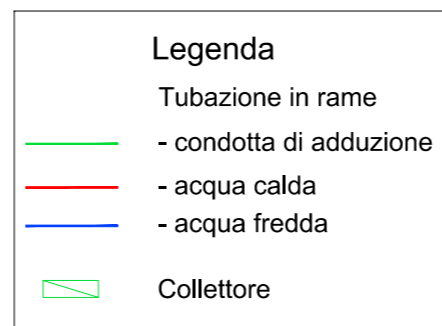 Legenda
Tubazione in rame
- condotta di adduzione
- acqua calda
- acqua fredda
Collettore